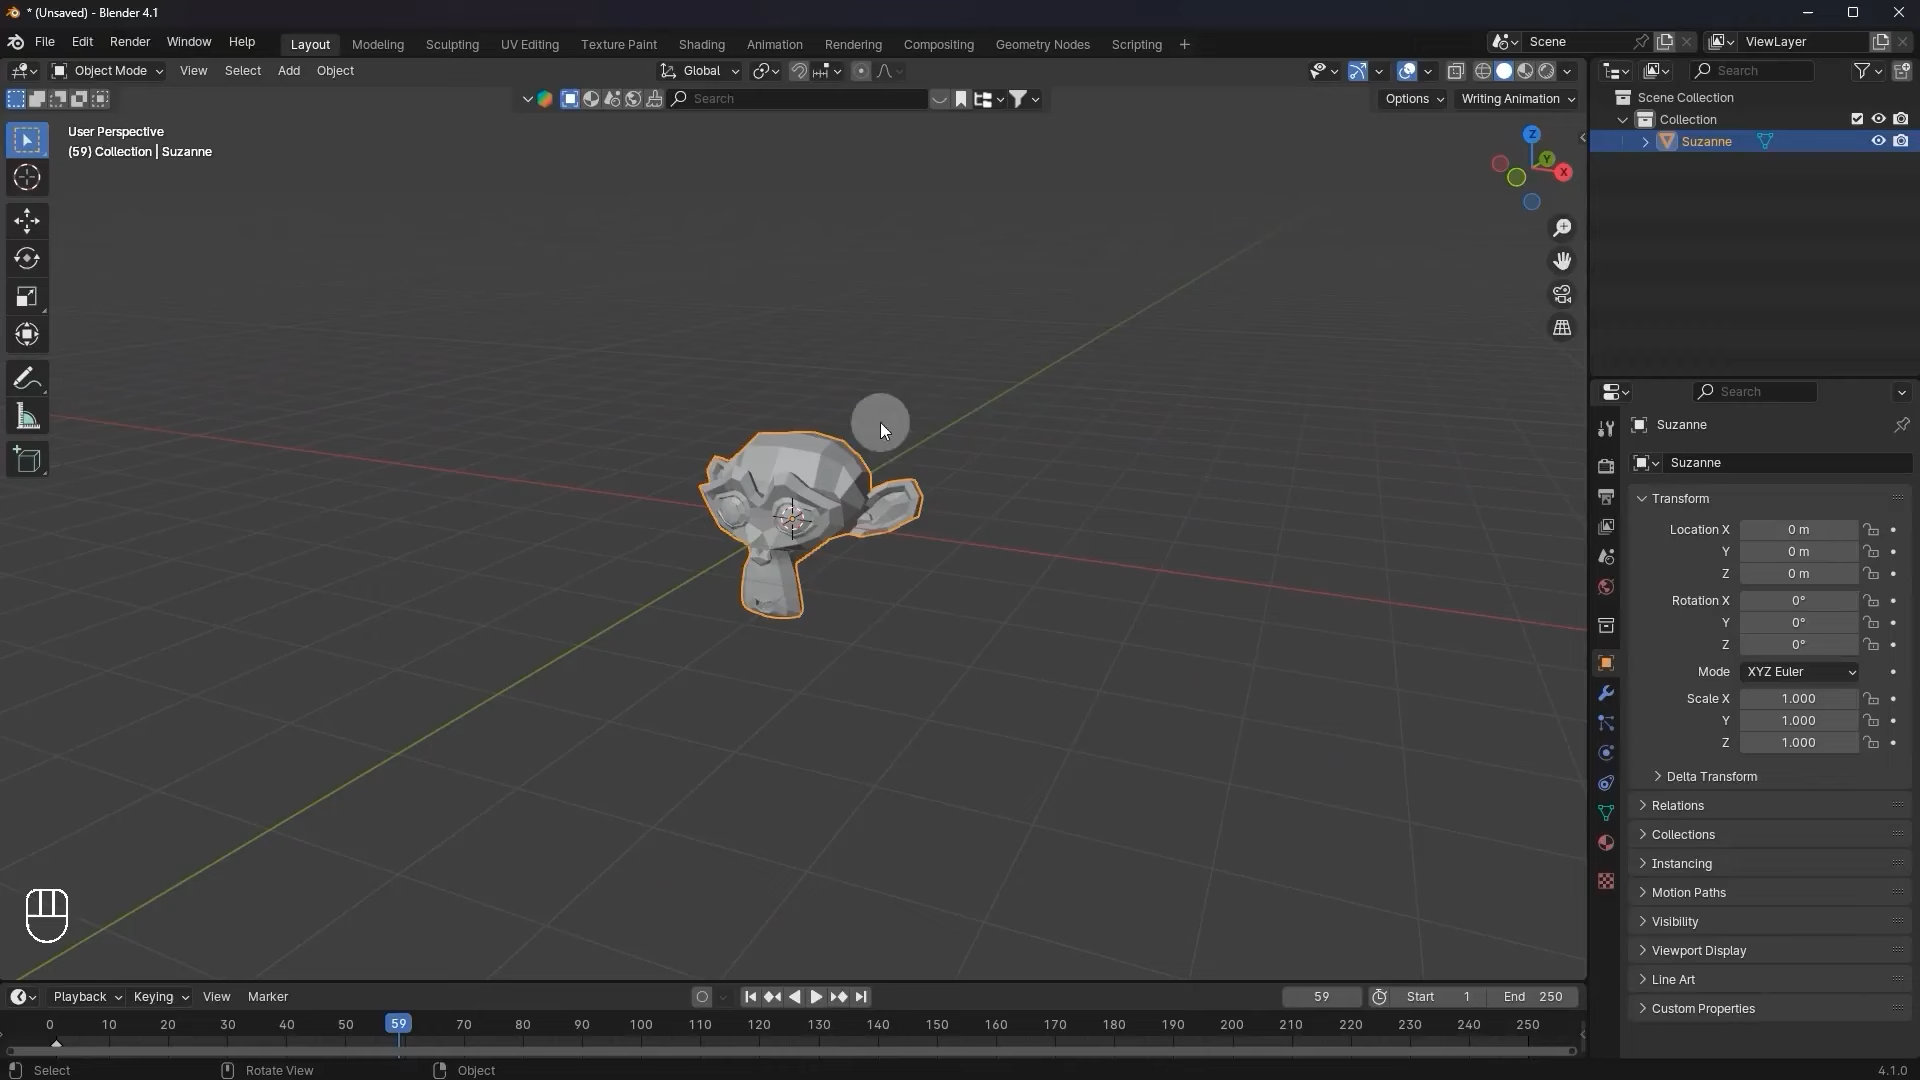 * (Unsaved) - Blender 4.1
File Edit Render Window Help Layout Modeling Sculpting UV Editing Texture Paint Shading Animation Rendering Compositing Geometry Nodes Scripting + Scene ViewLayer
Object Mode View Select Add Object Global Search
Search Options Writing Animation
User Perspective
(59) Collection | Suzanne
Z
Y
X
Scene Collection
Collection
Suzanne
Search
Suzanne
Suzanne
Transform
Location X 0 m
Y 0 m
Z 0 m
Rotation X 0°
Y 0°
Z 0°
Mode XYZ Euler
Scale X 1.000
Y 1.000
Z 1.000
Delta Transform
Relations
Collections
Instancing
Motion Paths
Visibility
Viewport Display
Line Art
Custom Properties
Playback Keying View Marker 59 Start 1 End 250
0 10 20 30 40 50 59 70 80 90 100 110 120 130 140 150 160 170 180 190 200 210 220 230 240 250
Select Rotate View Object 4.1.0